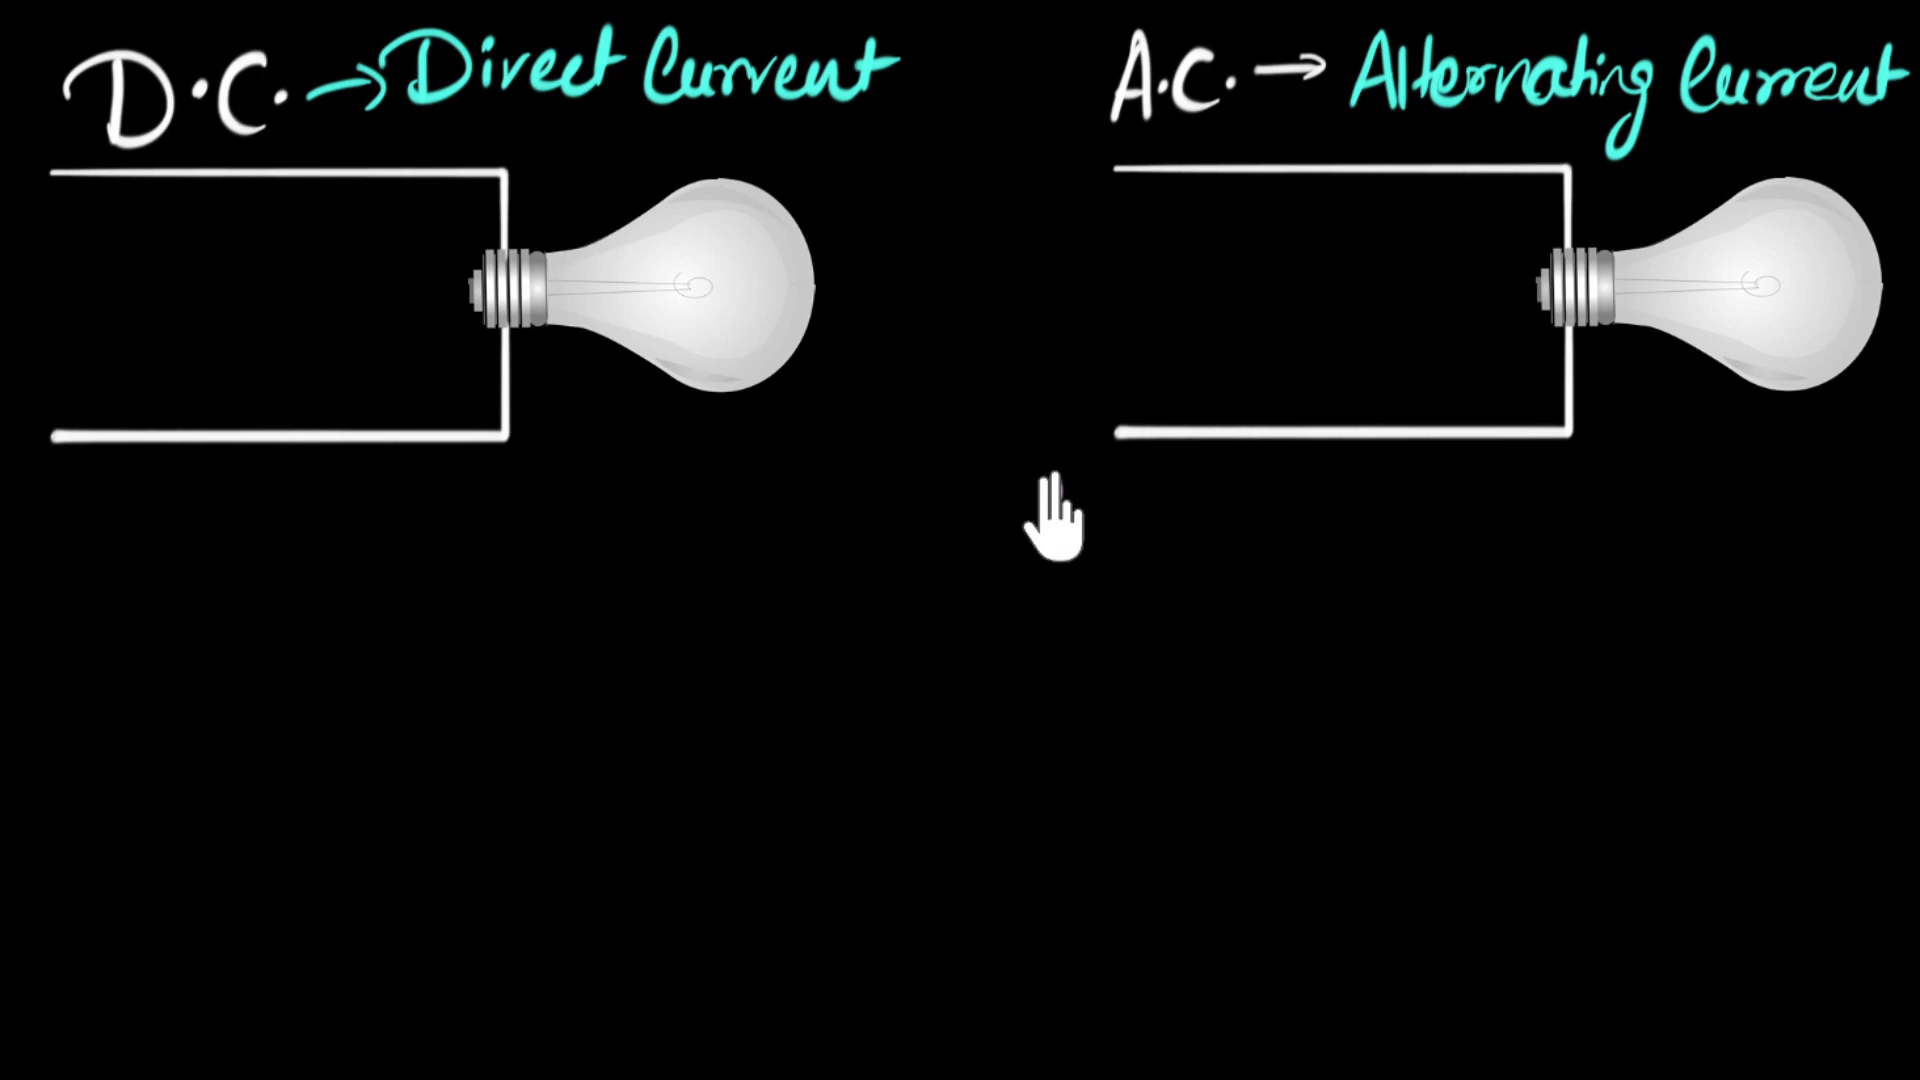 D.C. → Direct Current
A.C. → Alternating Current